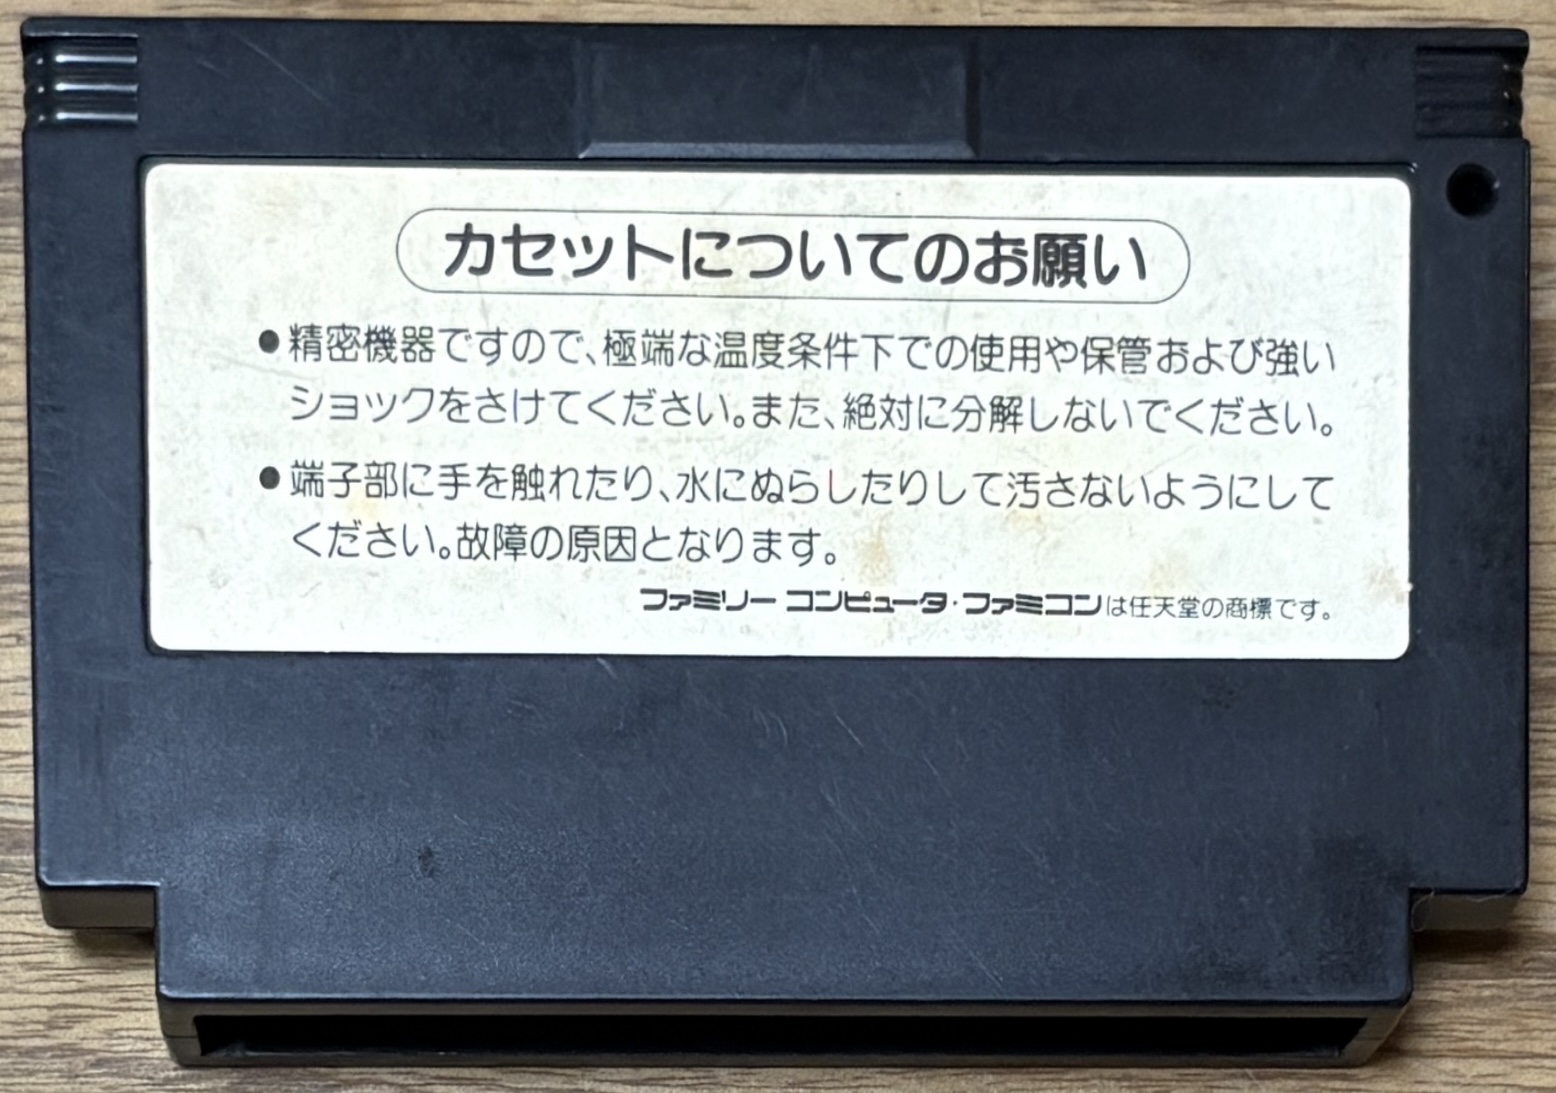 カセットについてのお願い
●精密機器ですので、極端な温度条件下での使用や保管および強い
ショックをさけてください。また、絶対に分解しないでください。
●端子部に手を触れたり、水にぬらしたりして汚さないようにして
ください。故障の原因となります。
ファミリー コンピュータ・ファミコンは任天堂の商標です。